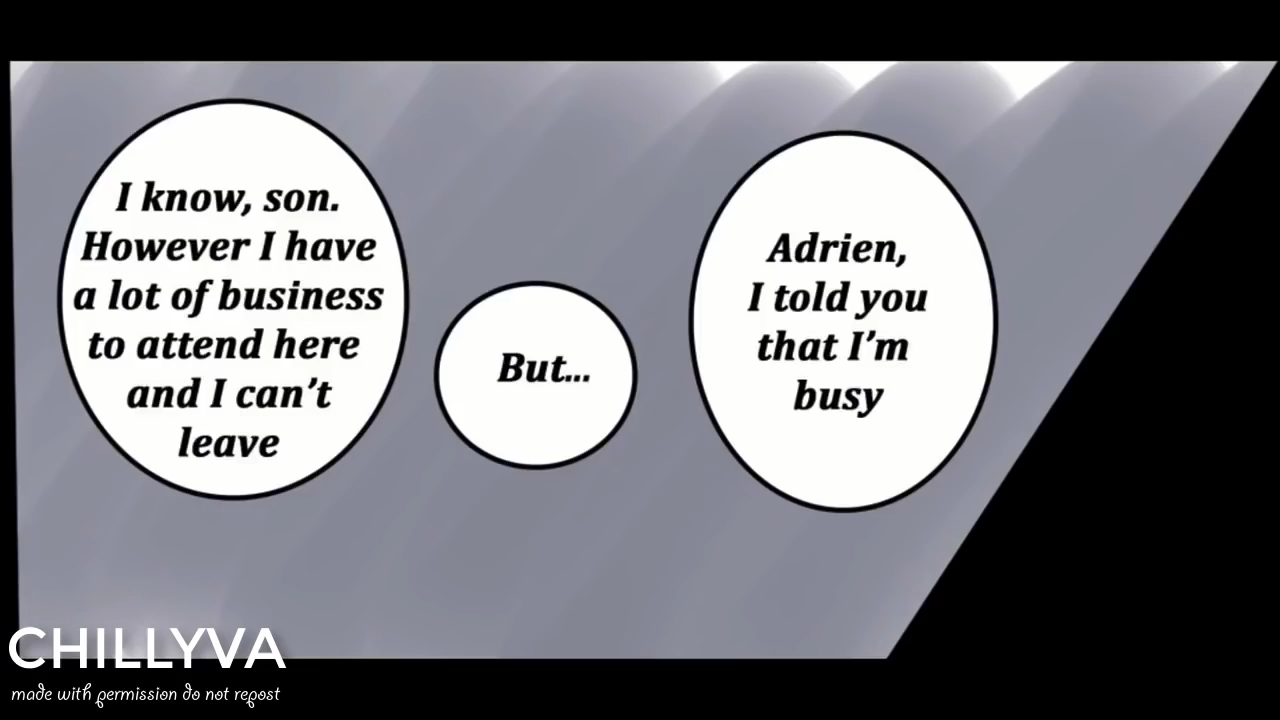 I know, son.
However I have
a lot of business
to attend here
and I can't
leave
But...
Adrien,
I told you
that I'm
busy
CHILLYVA
made with permission do not repost